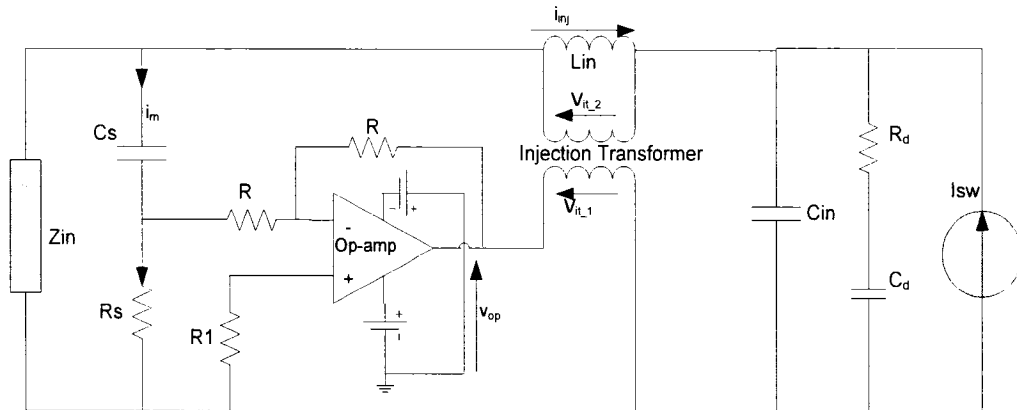 i_inj
Lin
i_m
Cs
V_it_2
R
R_d
Injection Transformer
R
V_it_1
Isw
Cin
Zin
-
- +
Op-amp
+
C_d
Rs
R1
+
-
v_op